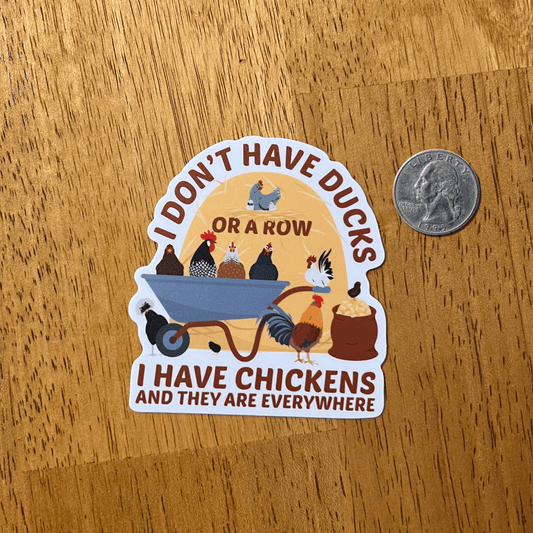 I DON'T HAVE DUCKS
OR A ROW
I HAVE CHICKENS
AND THEY ARE EVERYWHERE
LIBERTY